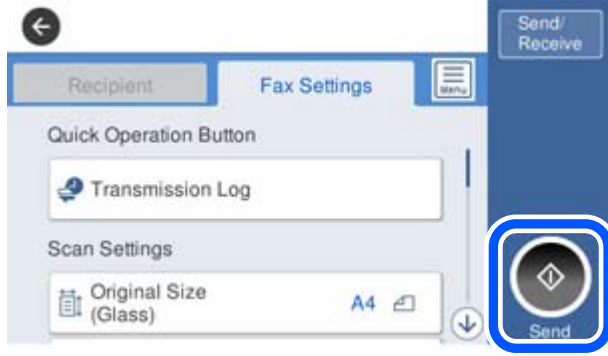 Send/
Receive
Recipient
Fax Settings
Menu
Quick Operation Button
Transmission Log
Scan Settings
Original Size
(Glass)
A4
Send